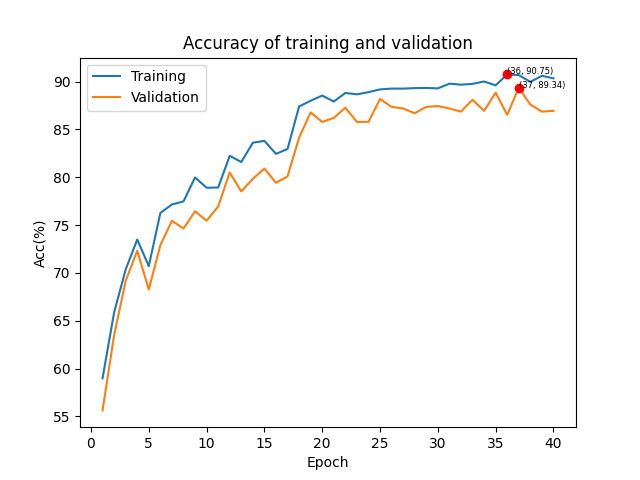 Accuracy of training and validation
Training
Validation
(36, 90.75)
(37, 89.34)
90
85
80
75
70
65
60
55
Acc(%)
0 5 10 15 20 25 30 35 40
Epoch